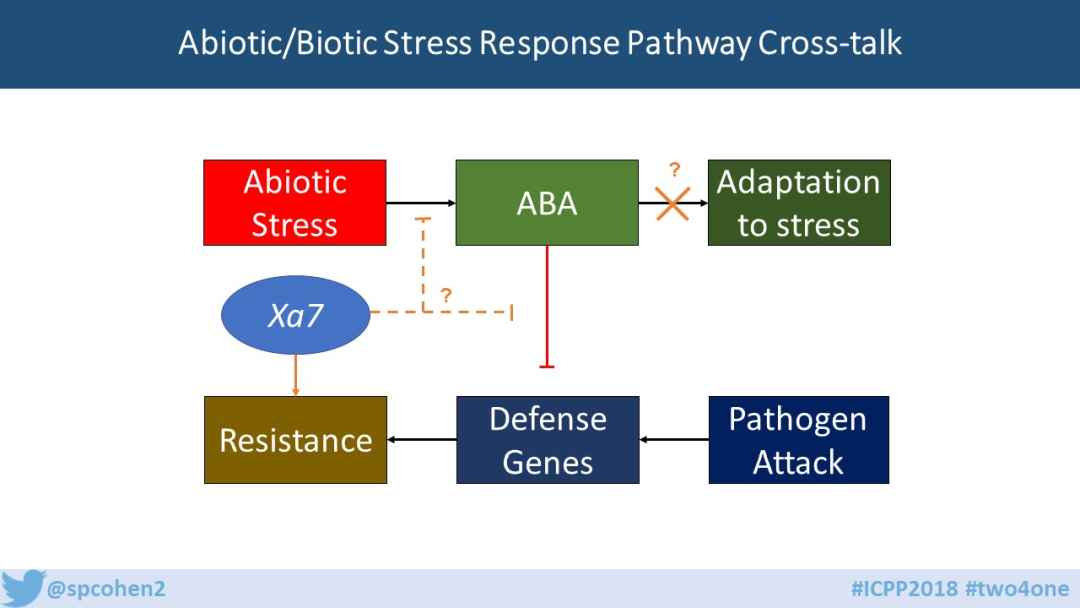 Abiotic/Biotic Stress Response Pathway Cross-talk
Abiotic
Stress
ABA
?
Adaptation
to stress
Xa7
?
Resistance
Defense
Genes
Pathogen
Attack
@spcohen2
#ICPP2018 #two4one